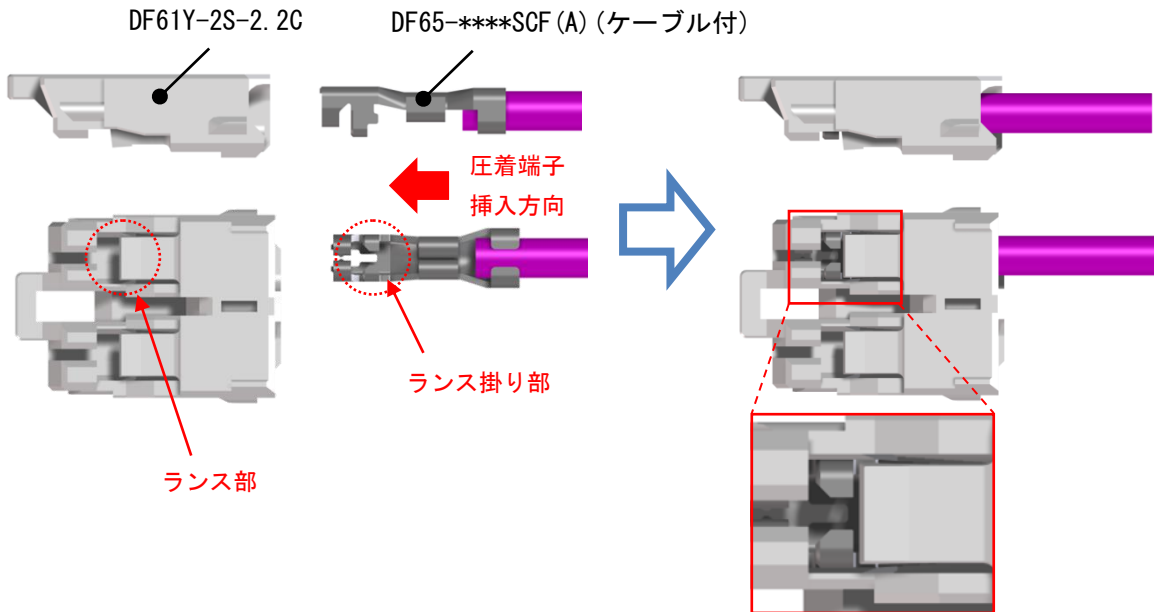 DF61Y-2S-2.2C
DF65-****SCF(A)(ケーブル付)
圧着端子
挿入方向
ランス掛り部
ランス部